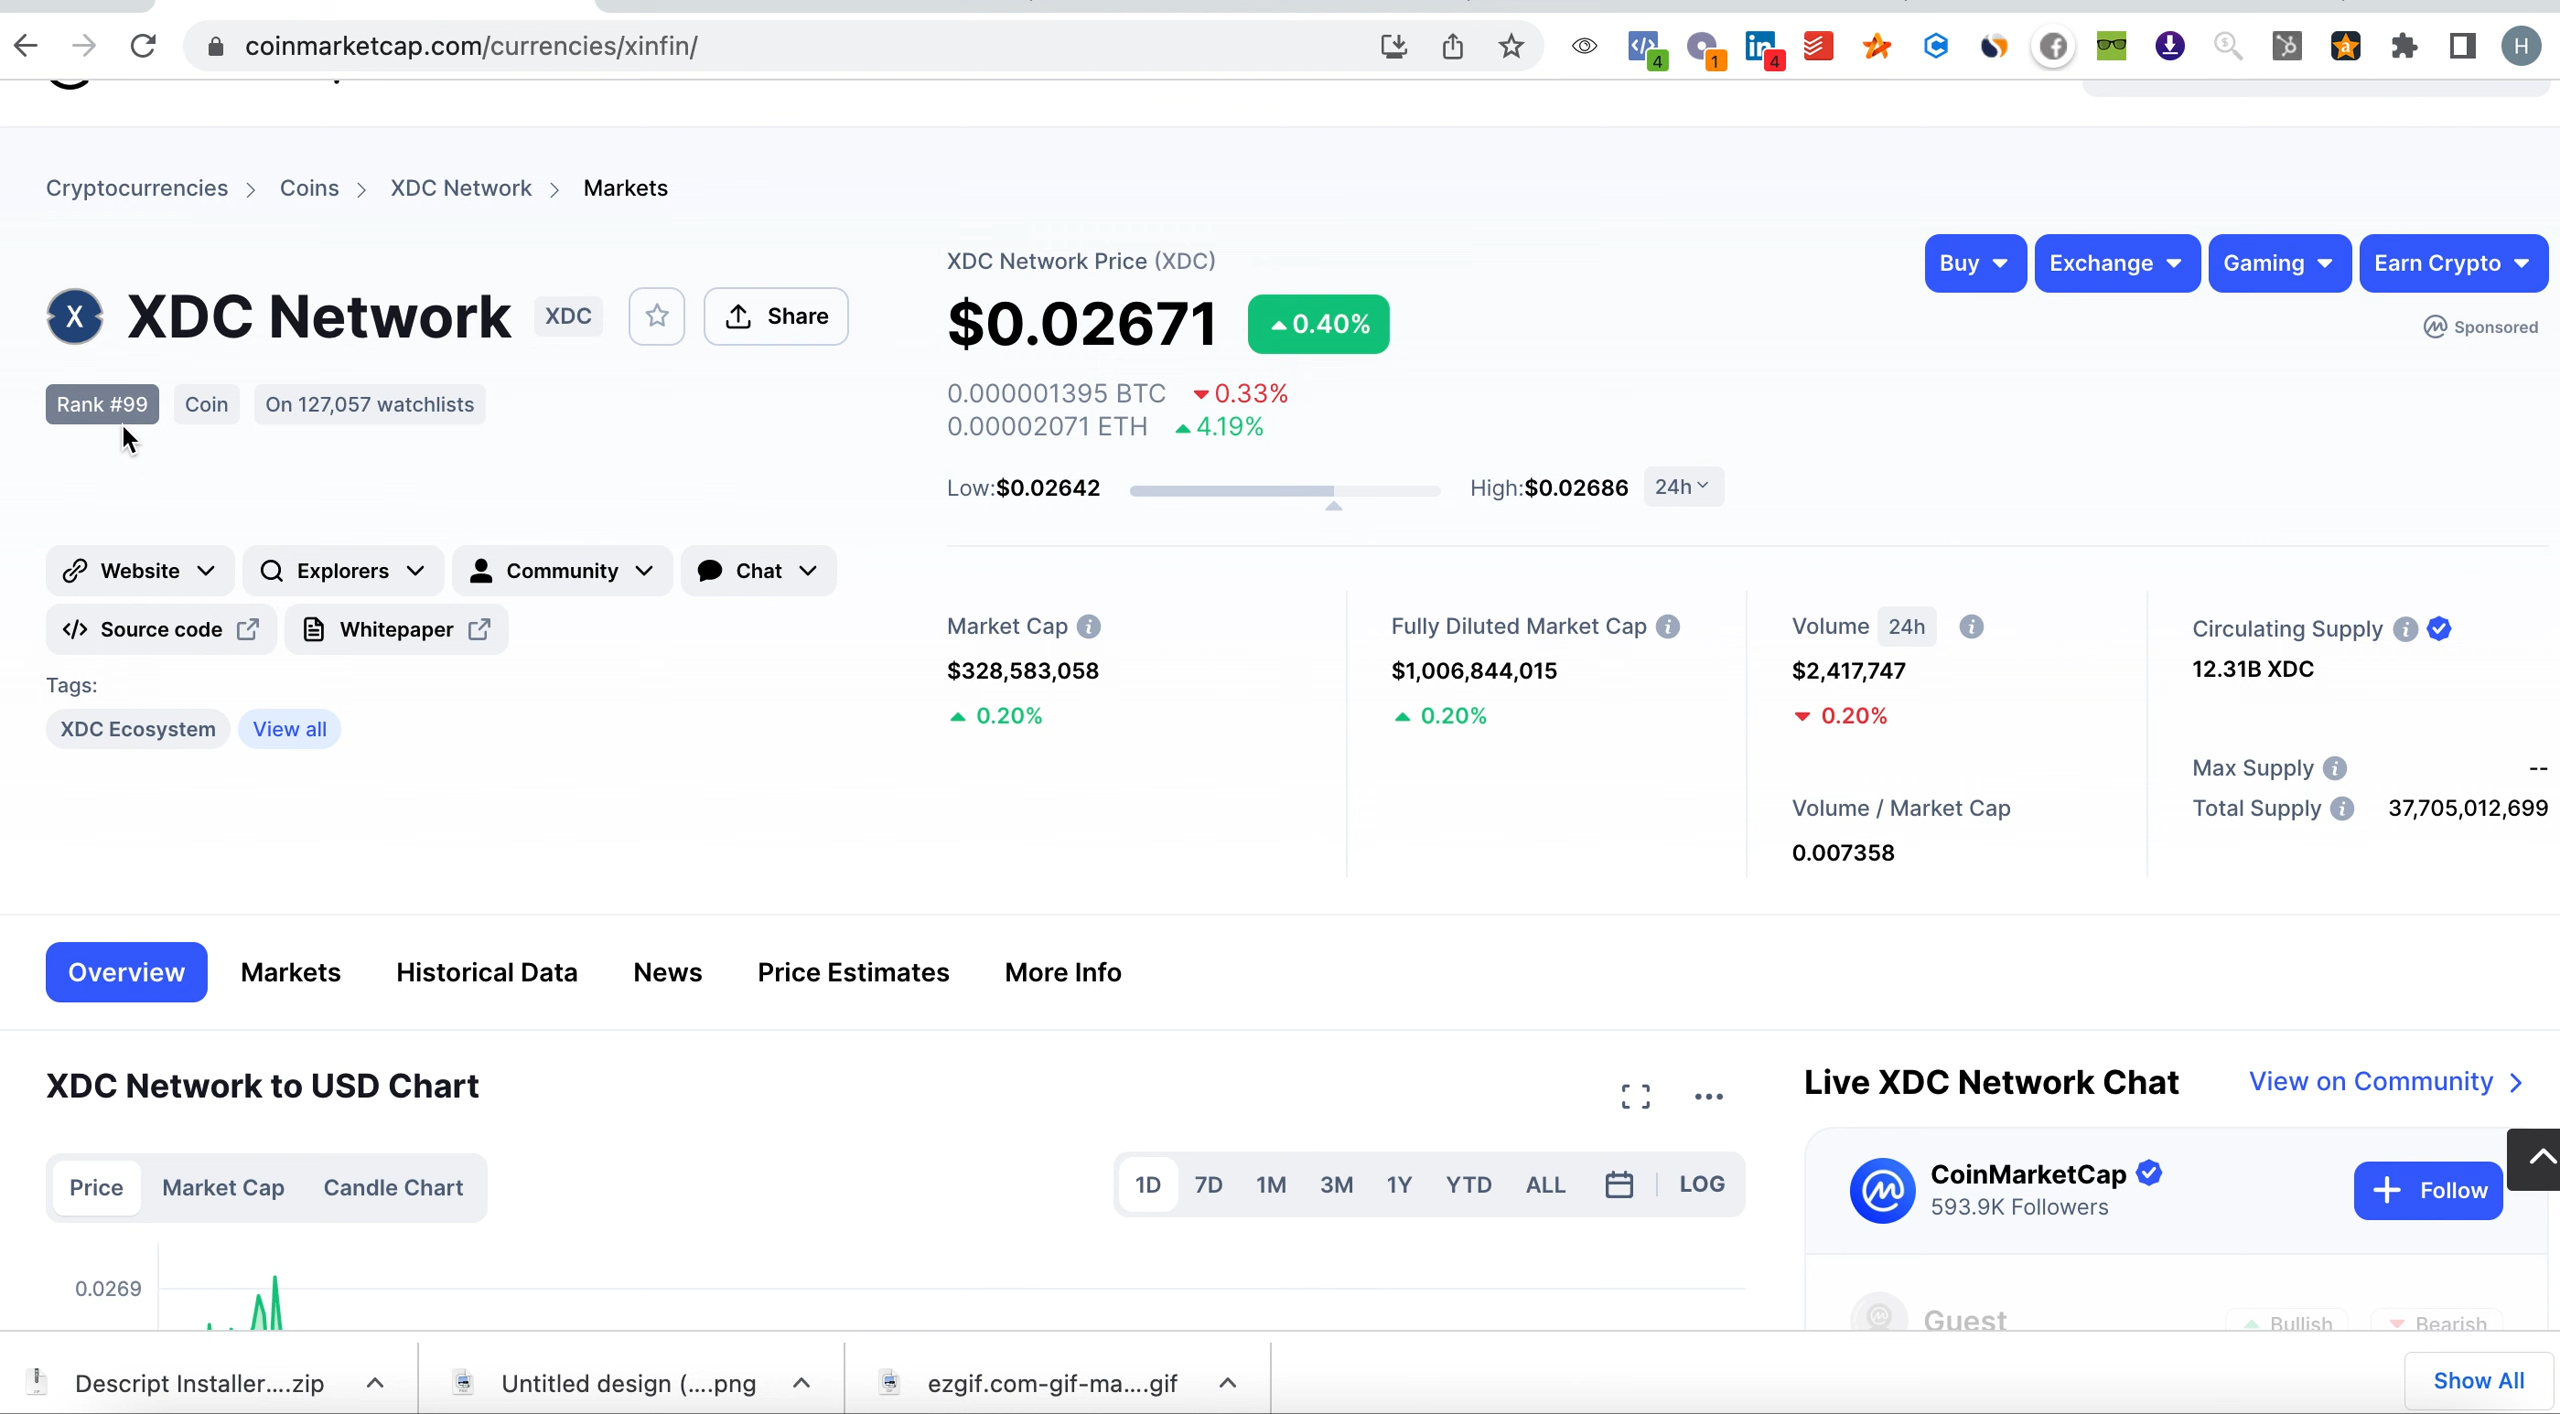 coinmarketcap.com/currencies/xinfin/
4
1
in 4
a
H
Cryptocurrencies > Coins > XDC Network > Markets
XDC Network Price (XDC)
Buy
Exchange
Gaming
Earn Crypto
X XDC Network XDC Share
$0.02671 0.40%
Sponsored
Rank #99 Coin On 127,057 watchlists
0.000001395 BTC 0.33%
0.00002071 ETH 4.19%
Low:$0.02642 High:$0.02686 24h
Website Explorers Community Chat
Source code Whitepaper
Tags:
XDC Ecosystem View all
Market Cap
$328,583,058
0.20%
Fully Diluted Market Cap
$1,006,844,015
0.20%
Volume 24h
$2,417,747
0.20%
Volume / Market Cap
0.007358
Circulating Supply
12.31B XDC
Max Supply --
Total Supply 37,705,012,699
Overview Markets Historical Data News Price Estimates More Info
XDC Network to USD Chart
Price Market Cap Candle Chart
1D 7D 1M 3M 1Y YTD ALL LOG
0.0269
Live XDC Network Chat View on Community >
CoinMarketCap
593.9K Followers
+ Follow
Guest Bullish Bearish
Descript Installer....zip
Untitled design (....png
ezgif.com-gif-ma....gif
Show All